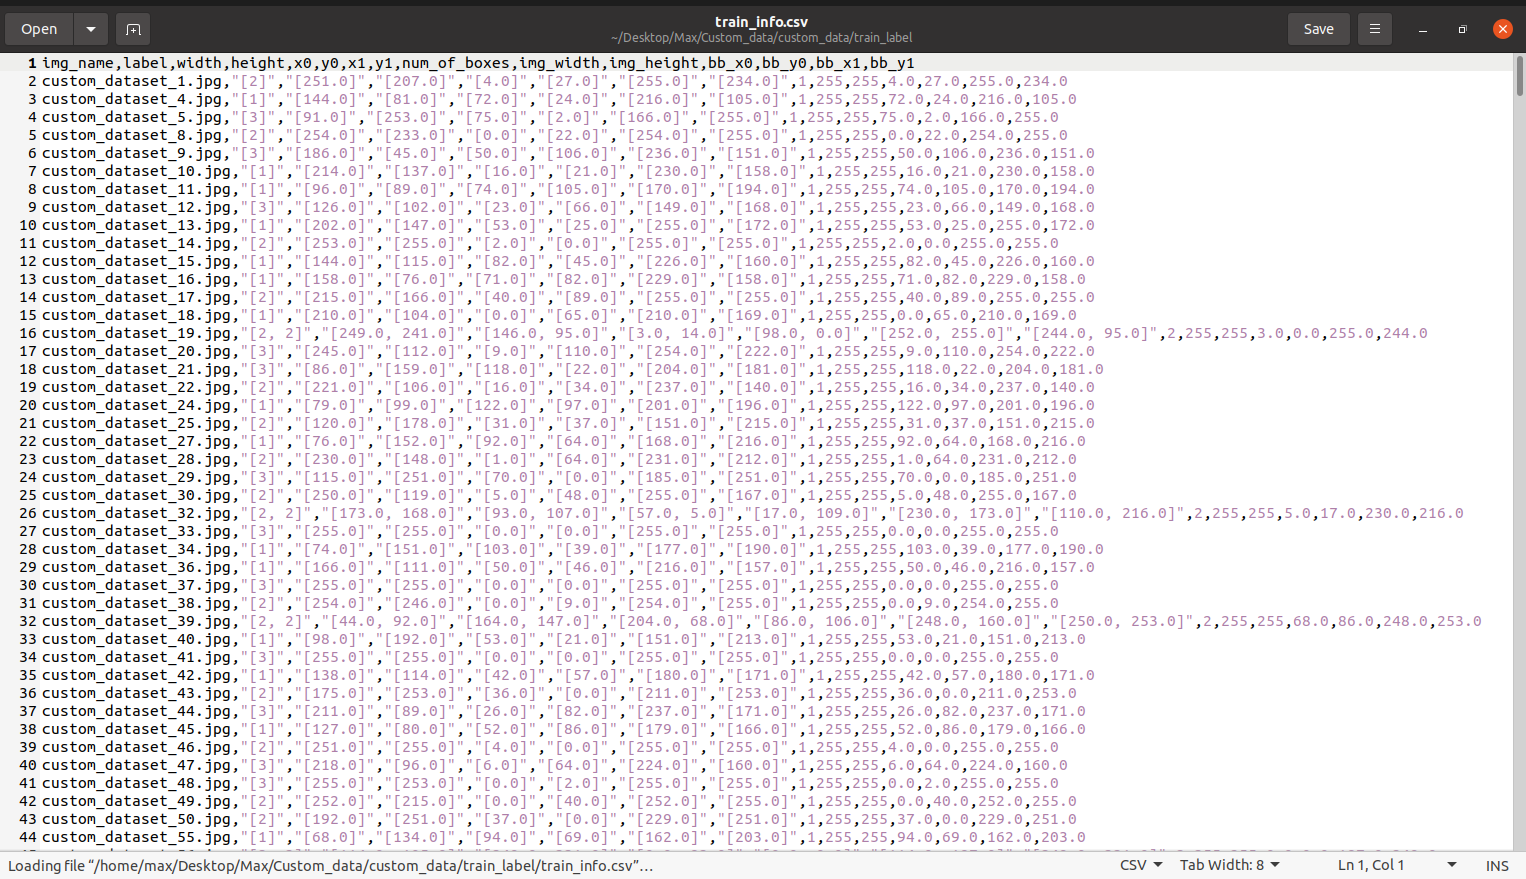 Open
train_info.csv
~/Desktop/Max/Custom_data/custom_data/train_label
Save
1 img_name,label,width,height,x0,y0,x1,y1,num_of_boxes,img_width,img_height,bb_x0,bb_y0,bb_x1,bb_y1
2 custom_dataset_1.jpg,"[2]","[251.0]","[207.0]","[4.0]","[27.0]","[255.0]","[234.0]",1,255,255,4.0,27.0,255.0,234.0
3 custom_dataset_4.jpg,"[1]","[144.0]","[81.0]","[72.0]","[24.0]","[216.0]","[105.0]",1,255,255,72.0,24.0,216.0,105.0
4 custom_dataset_5.jpg,"[3]","[91.0]","[253.0]","[75.0]","[2.0]","[166.0]","[255.0]",1,255,255,75.0,2.0,166.0,255.0
5 custom_dataset_8.jpg,"[2]","[254.0]","[233.0]","[0.0]","[22.0]","[254.0]","[255.0]",1,255,255,0.0,22.0,254.0,255.0
6 custom_dataset_9.jpg,"[3]","[186.0]","[45.0]","[50.0]","[106.0]","[236.0]","[151.0]",1,255,255,50.0,106.0,236.0,151.0
7 custom_dataset_10.jpg,"[1]","[214.0]","[137.0]","[16.0]","[21.0]","[230.0]","[158.0]",1,255,255,16.0,21.0,230.0,158.0
8 custom_dataset_11.jpg,"[1]","[96.0]","[89.0]","[74.0]","[105.0]","[170.0]","[194.0]",1,255,255,74.0,105.0,170.0,194.0
9 custom_dataset_12.jpg,"[3]","[126.0]","[102.0]","[23.0]","[66.0]","[149.0]","[168.0]",1,255,255,23.0,66.0,149.0,168.0
10 custom_dataset_13.jpg,"[1]","[202.0]","[147.0]","[53.0]","[25.0]","[255.0]","[172.0]",1,255,255,53.0,25.0,255.0,172.0
11 custom_dataset_14.jpg,"[2]","[253.0]","[255.0]","[2.0]","[0.0]","[255.0]","[255.0]",1,255,255,2.0,0.0,255.0,255.0
12 custom_dataset_15.jpg,"[1]","[144.0]","[115.0]","[82.0]","[45.0]","[226.0]","[160.0]",1,255,255,82.0,45.0,226.0,160.0
13 custom_dataset_16.jpg,"[1]","[158.0]","[76.0]","[71.0]","[82.0]","[229.0]","[158.0]",1,255,255,71.0,82.0,229.0,158.0
14 custom_dataset_17.jpg,"[2]","[215.0]","[166.0]","[40.0]","[89.0]","[255.0]","[255.0]",1,255,255,40.0,89.0,255.0,255.0
15 custom_dataset_18.jpg,"[1]","[210.0]","[104.0]","[0.0]","[65.0]","[210.0]","[169.0]",1,255,255,0.0,65.0,210.0,169.0
16 custom_dataset_19.jpg,"[2, 2]","[249.0, 241.0]","[146.0, 95.0]","[3.0, 14.0]","[98.0, 0.0]","[252.0, 255.0]","[244.0, 95.0]",2,255,255,3.0,0.0,255.0,244.0
17 custom_dataset_20.jpg,"[3]","[245.0]","[112.0]","[9.0]","[110.0]","[254.0]","[222.0]",1,255,255,9.0,110.0,254.0,222.0
18 custom_dataset_21.jpg,"[3]","[86.0]","[159.0]","[118.0]","[22.0]","[204.0]","[181.0]",1,255,255,118.0,22.0,204.0,181.0
19 custom_dataset_22.jpg,"[2]","[221.0]","[106.0]","[16.0]","[34.0]","[237.0]","[140.0]",1,255,255,16.0,34.0,237.0,140.0
20 custom_dataset_24.jpg,"[1]","[79.0]","[99.0]","[122.0]","[97.0]","[201.0]","[196.0]",1,255,255,122.0,97.0,201.0,196.0
21 custom_dataset_25.jpg,"[2]","[120.0]","[178.0]","[31.0]","[37.0]","[151.0]","[215.0]",1,255,255,31.0,37.0,151.0,215.0
22 custom_dataset_27.jpg,"[1]","[76.0]","[152.0]","[92.0]","[64.0]","[168.0]","[216.0]",1,255,255,92.0,64.0,168.0,216.0
23 custom_dataset_28.jpg,"[2]","[230.0]","[148.0]","[1.0]","[64.0]","[231.0]","[212.0]",1,255,255,1.0,64.0,231.0,212.0
24 custom_dataset_29.jpg,"[3]","[115.0]","[251.0]","[70.0]","[0.0]","[185.0]","[251.0]",1,255,255,70.0,0.0,185.0,251.0
25 custom_dataset_30.jpg,"[2]","[250.0]","[119.0]","[5.0]","[48.0]","[255.0]","[167.0]",1,255,255,5.0,48.0,255.0,167.0
26 custom_dataset_32.jpg,"[2, 2]","[173.0, 168.0]","[93.0, 107.0]","[57.0, 5.0]","[17.0, 109.0]","[230.0, 173.0]","[110.0, 216.0]",2,255,255,5.0,17.0,230.0,216.0
27 custom_dataset_33.jpg,"[3]","[255.0]","[255.0]","[0.0]","[0.0]","[255.0]","[255.0]",1,255,255,0.0,0.0,255.0,255.0
28 custom_dataset_34.jpg,"[1]","[74.0]","[151.0]","[103.0]","[39.0]","[177.0]","[190.0]",1,255,255,103.0,39.0,177.0,190.0
29 custom_dataset_36.jpg,"[1]","[166.0]","[111.0]","[50.0]","[46.0]","[216.0]","[157.0]",1,255,255,50.0,46.0,216.0,157.0
30 custom_dataset_37.jpg,"[3]","[255.0]","[255.0]","[0.0]","[0.0]","[255.0]","[255.0]",1,255,255,0.0,0.0,255.0,255.0
31 custom_dataset_38.jpg,"[2]","[254.0]","[246.0]","[0.0]","[9.0]","[254.0]","[255.0]",1,255,255,0.0,9.0,254.0,255.0
32 custom_dataset_39.jpg,"[2, 2]","[44.0, 92.0]","[164.0, 147.0]","[204.0, 68.0]","[86.0, 106.0]","[248.0, 160.0]","[250.0, 253.0]",2,255,255,68.0,86.0,248.0,253.0
33 custom_dataset_40.jpg,"[1]","[98.0]","[192.0]","[53.0]","[21.0]","[151.0]","[213.0]",1,255,255,53.0,21.0,151.0,213.0
34 custom_dataset_41.jpg,"[3]","[255.0]","[255.0]","[0.0]","[0.0]","[255.0]","[255.0]",1,255,255,0.0,0.0,255.0,255.0
35 custom_dataset_42.jpg,"[1]","[138.0]","[114.0]","[42.0]","[57.0]","[180.0]","[171.0]",1,255,255,42.0,57.0,180.0,171.0
36 custom_dataset_43.jpg,"[2]","[175.0]","[253.0]","[36.0]","[0.0]","[211.0]","[253.0]",1,255,255,36.0,0.0,211.0,253.0
37 custom_dataset_44.jpg,"[3]","[211.0]","[89.0]","[26.0]","[82.0]","[237.0]","[171.0]",1,255,255,26.0,82.0,237.0,171.0
38 custom_dataset_45.jpg,"[1]","[127.0]","[80.0]","[52.0]","[86.0]","[179.0]","[166.0]",1,255,255,52.0,86.0,179.0,166.0
39 custom_dataset_46.jpg,"[2]","[251.0]","[255.0]","[4.0]","[0.0]","[255.0]","[255.0]",1,255,255,4.0,0.0,255.0,255.0
40 custom_dataset_47.jpg,"[3]","[218.0]","[96.0]","[6.0]","[64.0]","[224.0]","[160.0]",1,255,255,6.0,64.0,224.0,160.0
41 custom_dataset_48.jpg,"[3]","[255.0]","[253.0]","[0.0]","[2.0]","[255.0]","[255.0]",1,255,255,0.0,2.0,255.0,255.0
42 custom_dataset_49.jpg,"[2]","[252.0]","[215.0]","[0.0]","[40.0]","[252.0]","[255.0]",1,255,255,0.0,40.0,252.0,255.0
43 custom_dataset_50.jpg,"[2]","[192.0]","[251.0]","[37.0]","[0.0]","[229.0]","[251.0]",1,255,255,37.0,0.0,229.0,251.0
44 custom_dataset_55.jpg,"[1]","[68.0]","[134.0]","[94.0]","[69.0]","[162.0]","[203.0]",1,255,255,94.0,69.0,162.0,203.0
Loading file “/home/max/Desktop/Max/Custom_data/custom_data/train_label/train_info.csv”… CSV Tab Width: 8 Ln 1, Col 1 INS